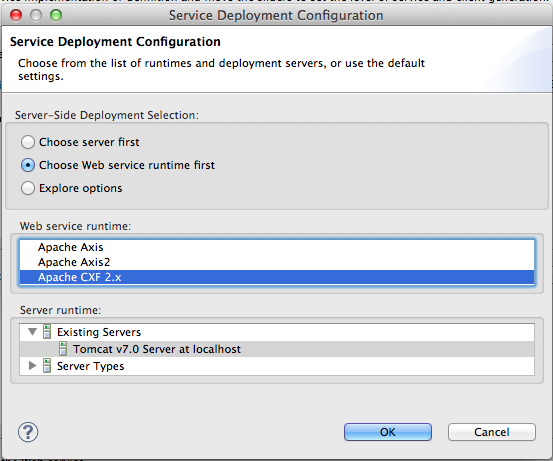 Service Deployment Configuration
Service Deployment Configuration
Choose from the list of runtimes and deployment servers, or use the default
settings.
Server-Side Deployment Selection:
Choose server first
Choose Web service runtime first
Explore options
Web service runtime:
Apache Axis
Apache Axis2
Apache CXF 2.x
Server runtime:
Existing Servers
Tomcat v7.0 Server at localhost
Server Types
?
OK
Cancel